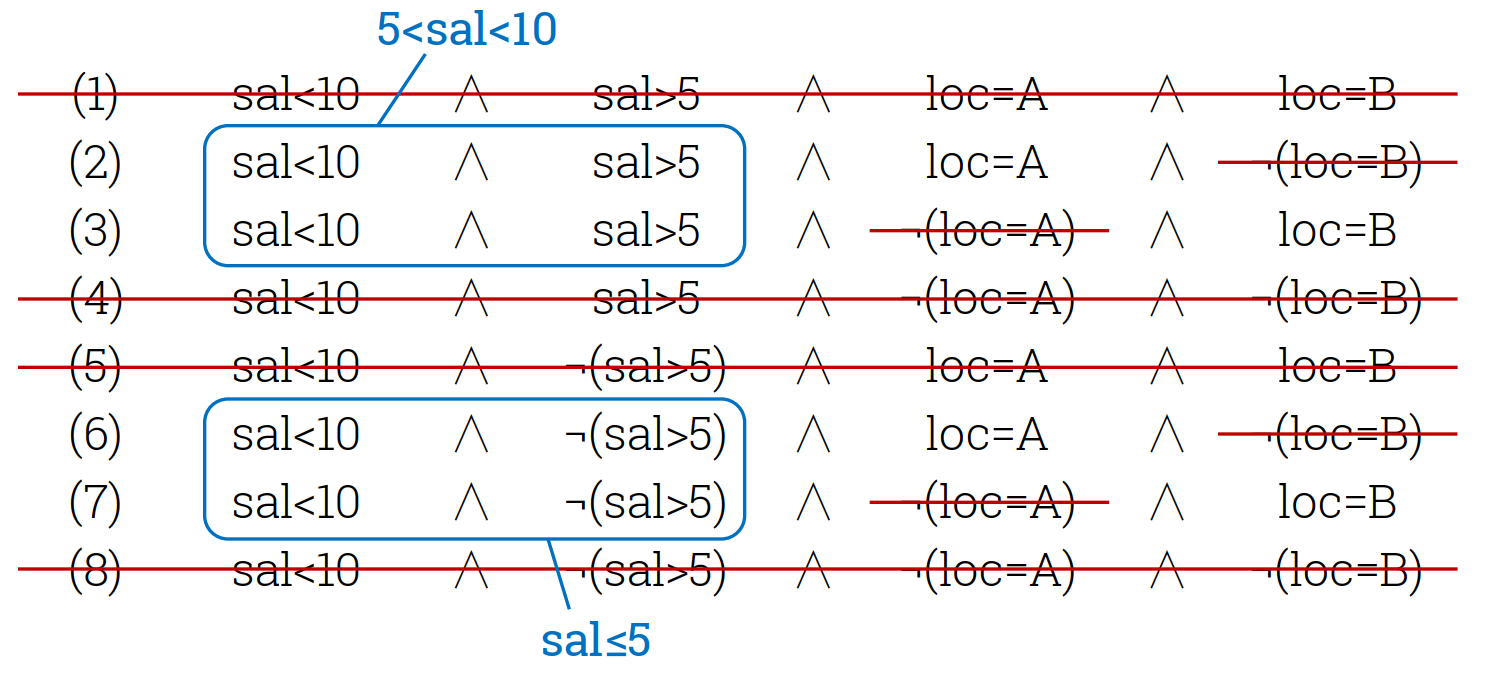 5<sal<10
(1) sal<10 ∧ sal>5 ∧ loc=A ∧ loc=B
(2) sal<10 ∧ sal>5 ∧ loc=A ∧ ¬(loc=B)
(3) sal<10 ∧ sal>5 ∧ ¬(loc=A) ∧ loc=B
(4) sal<10 ∧ sal>5 ∧ ¬(loc=A) ∧ ¬(loc=B)
(5) sal<10 ∧ ¬(sal>5) ∧ loc=A ∧ loc=B
(6) sal<10 ∧ ¬(sal>5) ∧ loc=A ∧ ¬(loc=B)
(7) sal<10 ∧ ¬(sal>5) ∧ ¬(loc=A) ∧ loc=B
(8) sal<10 ∧ ¬(sal>5) ∧ ¬(loc=A) ∧ ¬(loc=B)
sal≤5